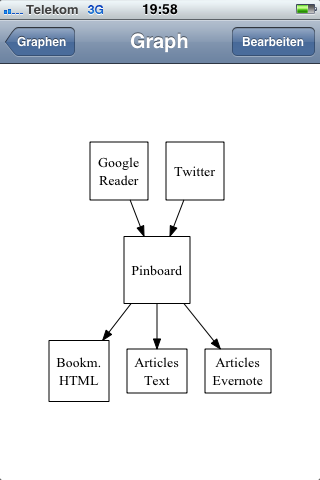 Telekom 3G 19:58
Graphen Graph Bearbeiten
Google
Reader
Twitter
Pinboard
Bookm.
HTML
Articles
Text
Articles
Evernote